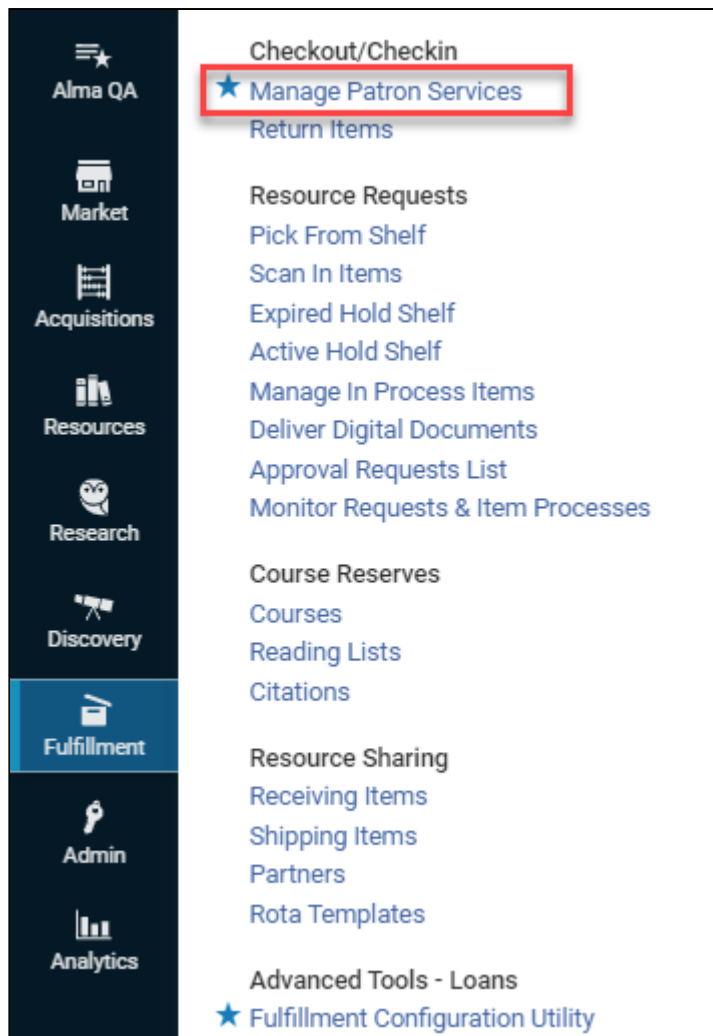 Alma QA
Market
Acquisitions
Resources
Research
Discovery
Fulfillment
Admin
Analytics
Checkout/Checkin
Manage Patron Services
Return Items
Resource Requests
Pick From Shelf
Scan In Items
Expired Hold Shelf
Active Hold Shelf
Manage In Process Items
Deliver Digital Documents
Approval Requests List
Monitor Requests & Item Processes
Course Reserves
Courses
Reading Lists
Citations
Resource Sharing
Receiving Items
Shipping Items
Partners
Rota Templates
Advanced Tools - Loans
Fulfillment Configuration Utility